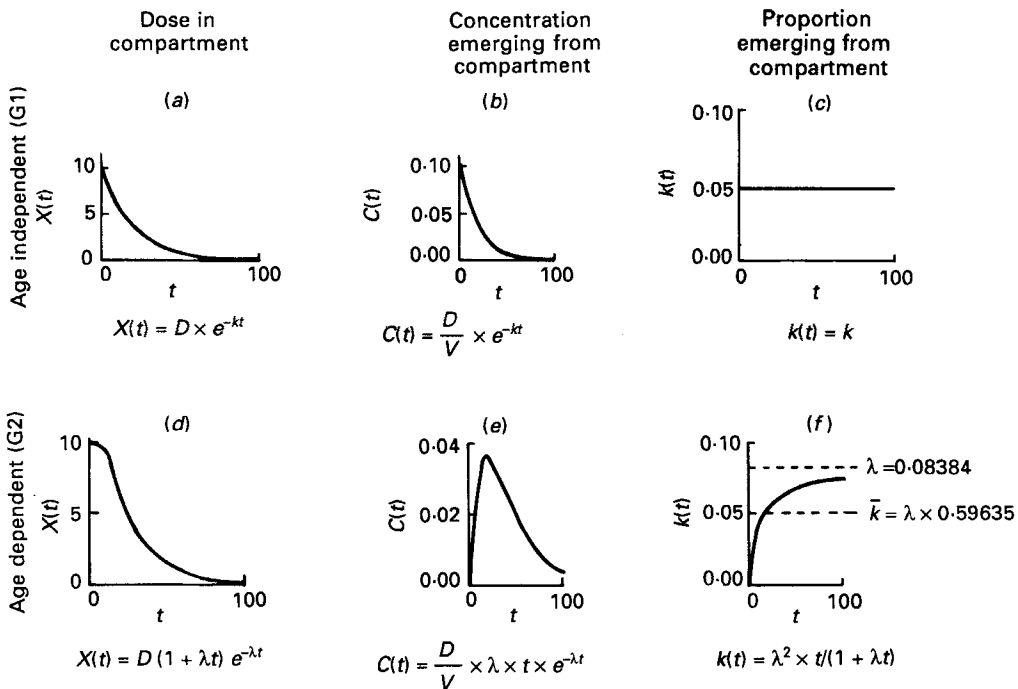 Dose in
compartment
Concentration
emerging from
compartment
Proportion
emerging from
compartment
Age independent (G1)
(a)
X(t)
10
5
0
0
100
t
X(t) = D × e^{-kt}
(b)
C(t)
0·10
0·05
0·00
0
100
t
C(t) = D/V × e^{-kt}
(c)
k(t)
0·10
0·05
0·00
0
100
t
k(t) = k
Age dependent (G2)
(d)
X(t)
10
5
0
0
100
t
X(t) = D (1 + λt) e^{-λt}
(e)
C(t)
0·04
0·02
0·00
0
100
t
C(t) = D/V × λ × t × e^{-λt}
(f)
k(t)
0·10
0·05
0·00
0
100
t
λ =0·08384
k̄ = λ × 0·59635
k(t) = λ² × t/(1 + λt)